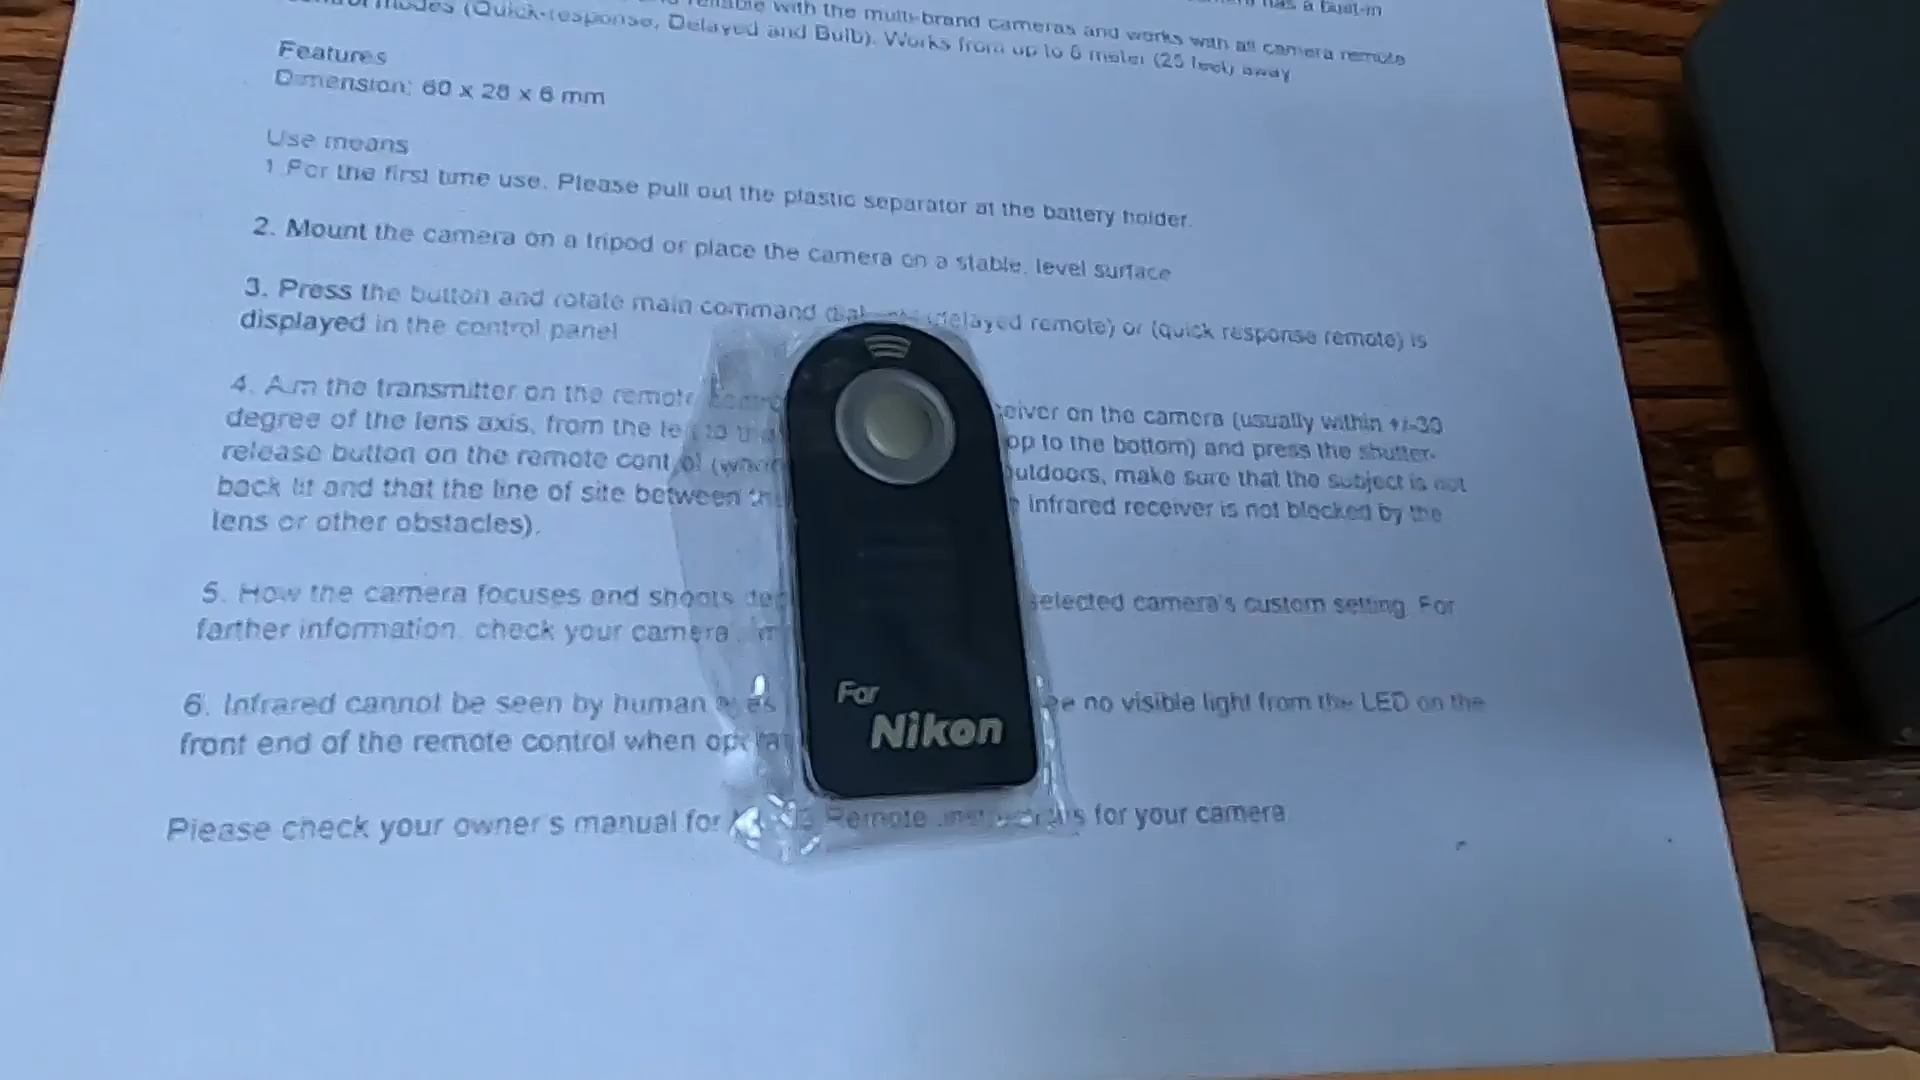 with the multi-brand cameras and works with all camera remote
modes (Quick-response, Delayed and Bulb). Works from up to 8 meter (25 feet) away
Features
Dimension: 60 x 28 x 6 mm
Use means
1 For the first time use. Please pull out the plastic separator at the battery holder.
2. Mount the camera on a tripod or place the camera on a stable, level surface
3. Press the button and rotate main command (delayed remote) or (quick response remote) is
displayed in the control panel
4. Aim the transmitter on the remote on the camera (usually within +/-30
degree of the lens axis, from the to the bottom) and press the shutter-
release button on the remote control outdoors, make sure that the subject is not
back lit and that the line of site between infrared receiver is not blocked by the
lens or other obstacles).
5. How the camera focuses and shoots selected camera's custom setting. For
farther information, check your camera
6. Infrared cannot be seen by human no visible light from the LED on the
front end of the remote control when
Please check your owner's manual for Remote for your camera
For
Nikon